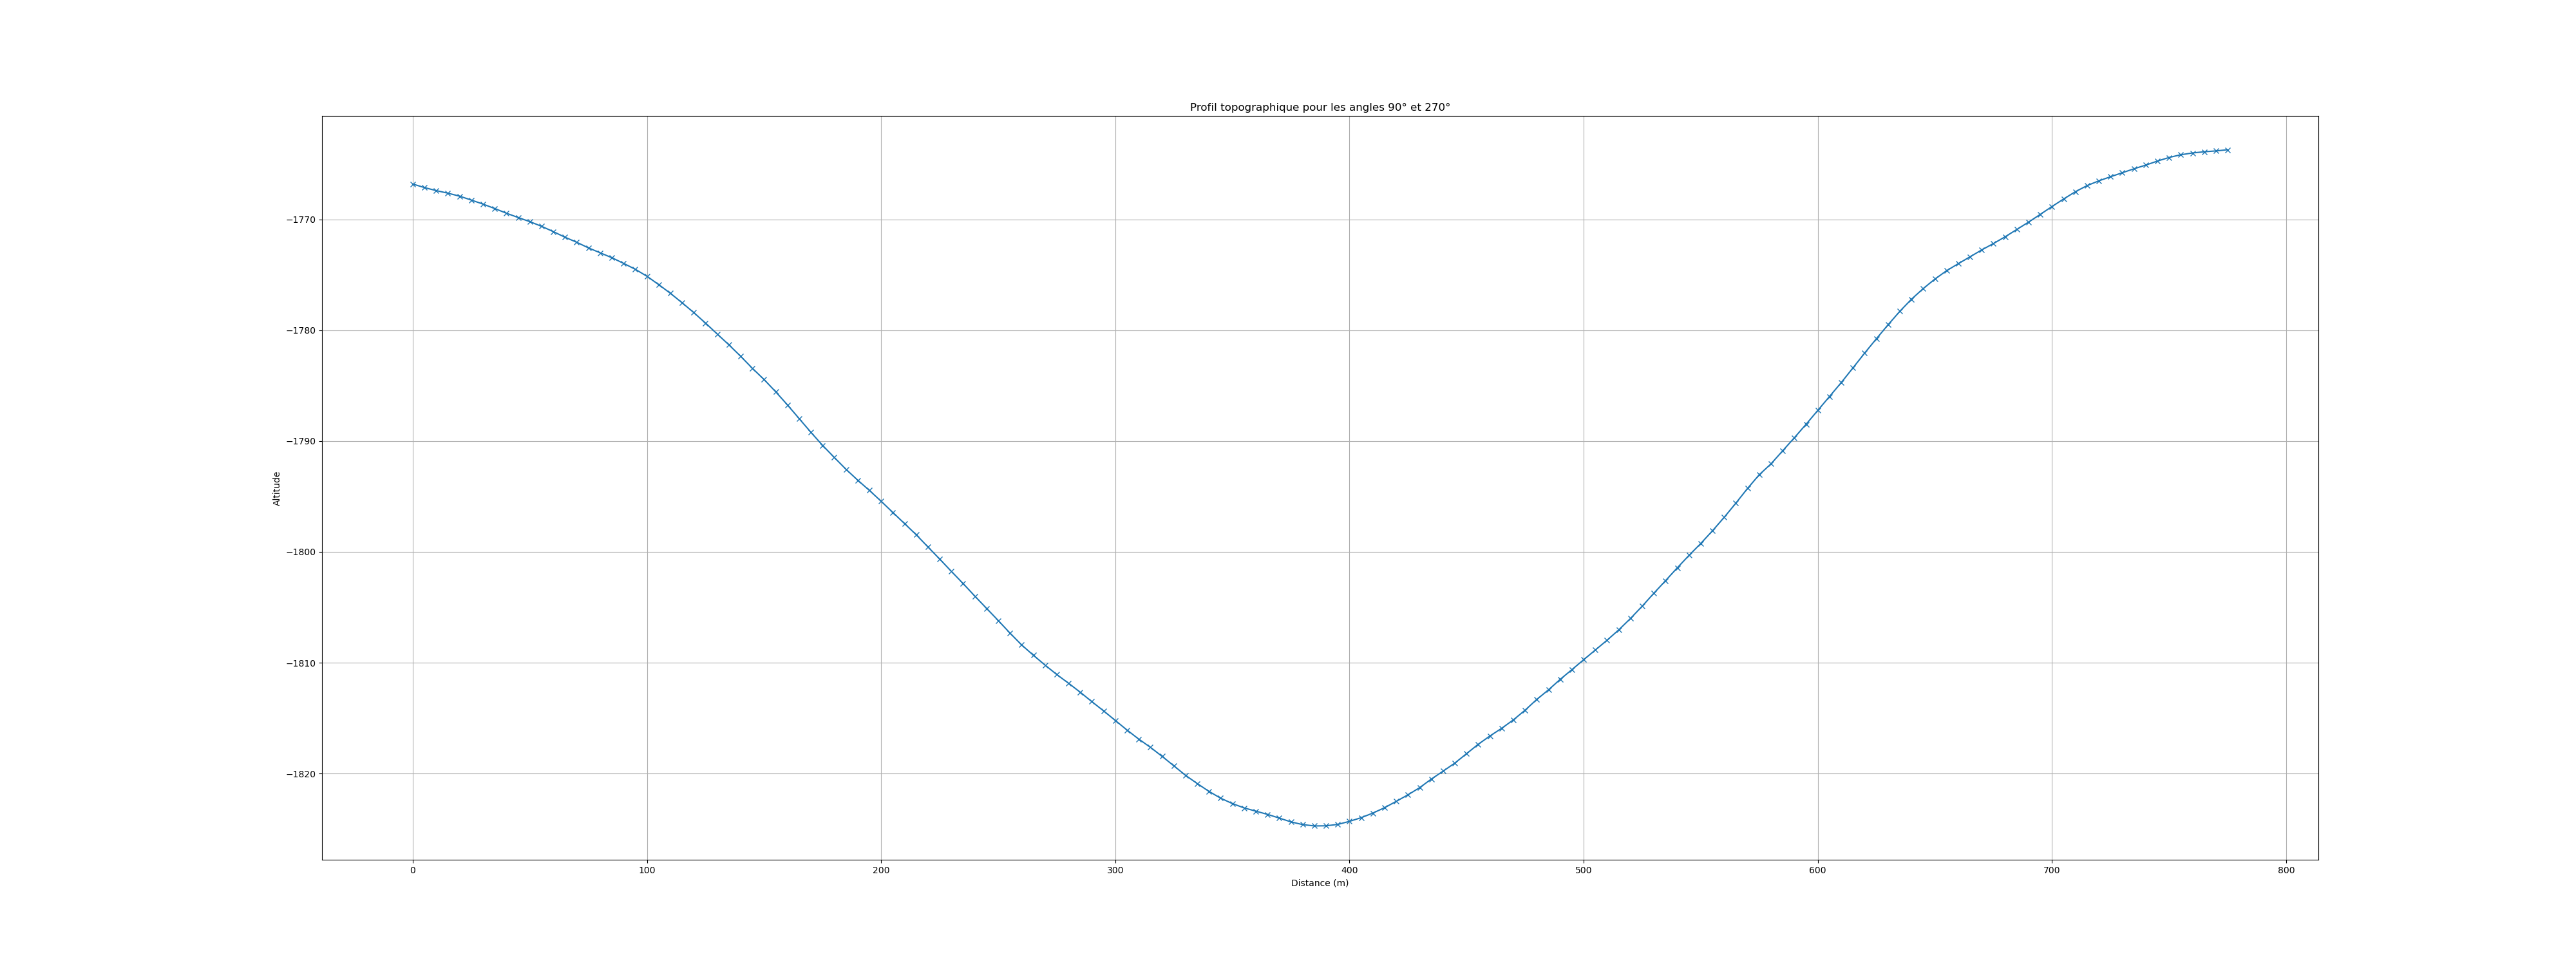 Profil topographique pour les angles 90° et 270°
Altitude
−1770
−1780
−1790
−1800
−1810
−1820
0 100 200 300 400 500 600 700 800
Distance (m)